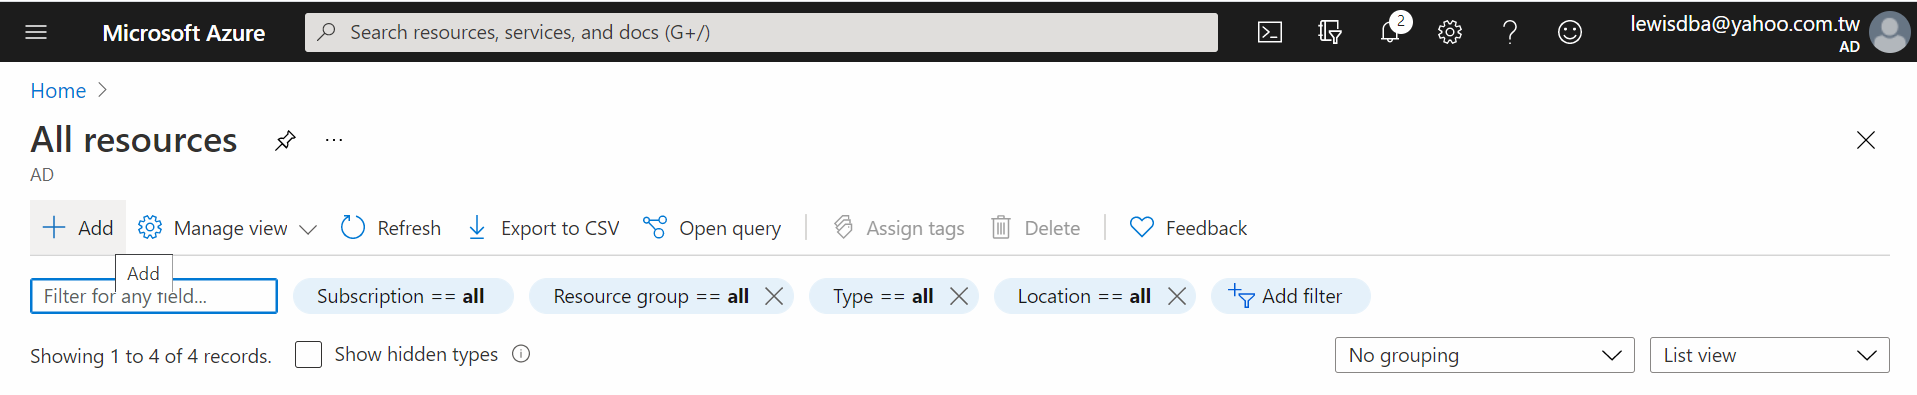 Microsoft Azure
Search resources, services, and docs (G+/)
2
lewisdba@yahoo.com.tw
AD
Home
All resources
AD
Add
Manage view
Refresh
Export to CSV
Open query
Assign tags
Delete
Feedback
Add
Filter for any field...
Subscription == all
Resource group == all
Type == all
Location == all
Add filter
Showing 1 to 4 of 4 records.
Show hidden types
No grouping
List view